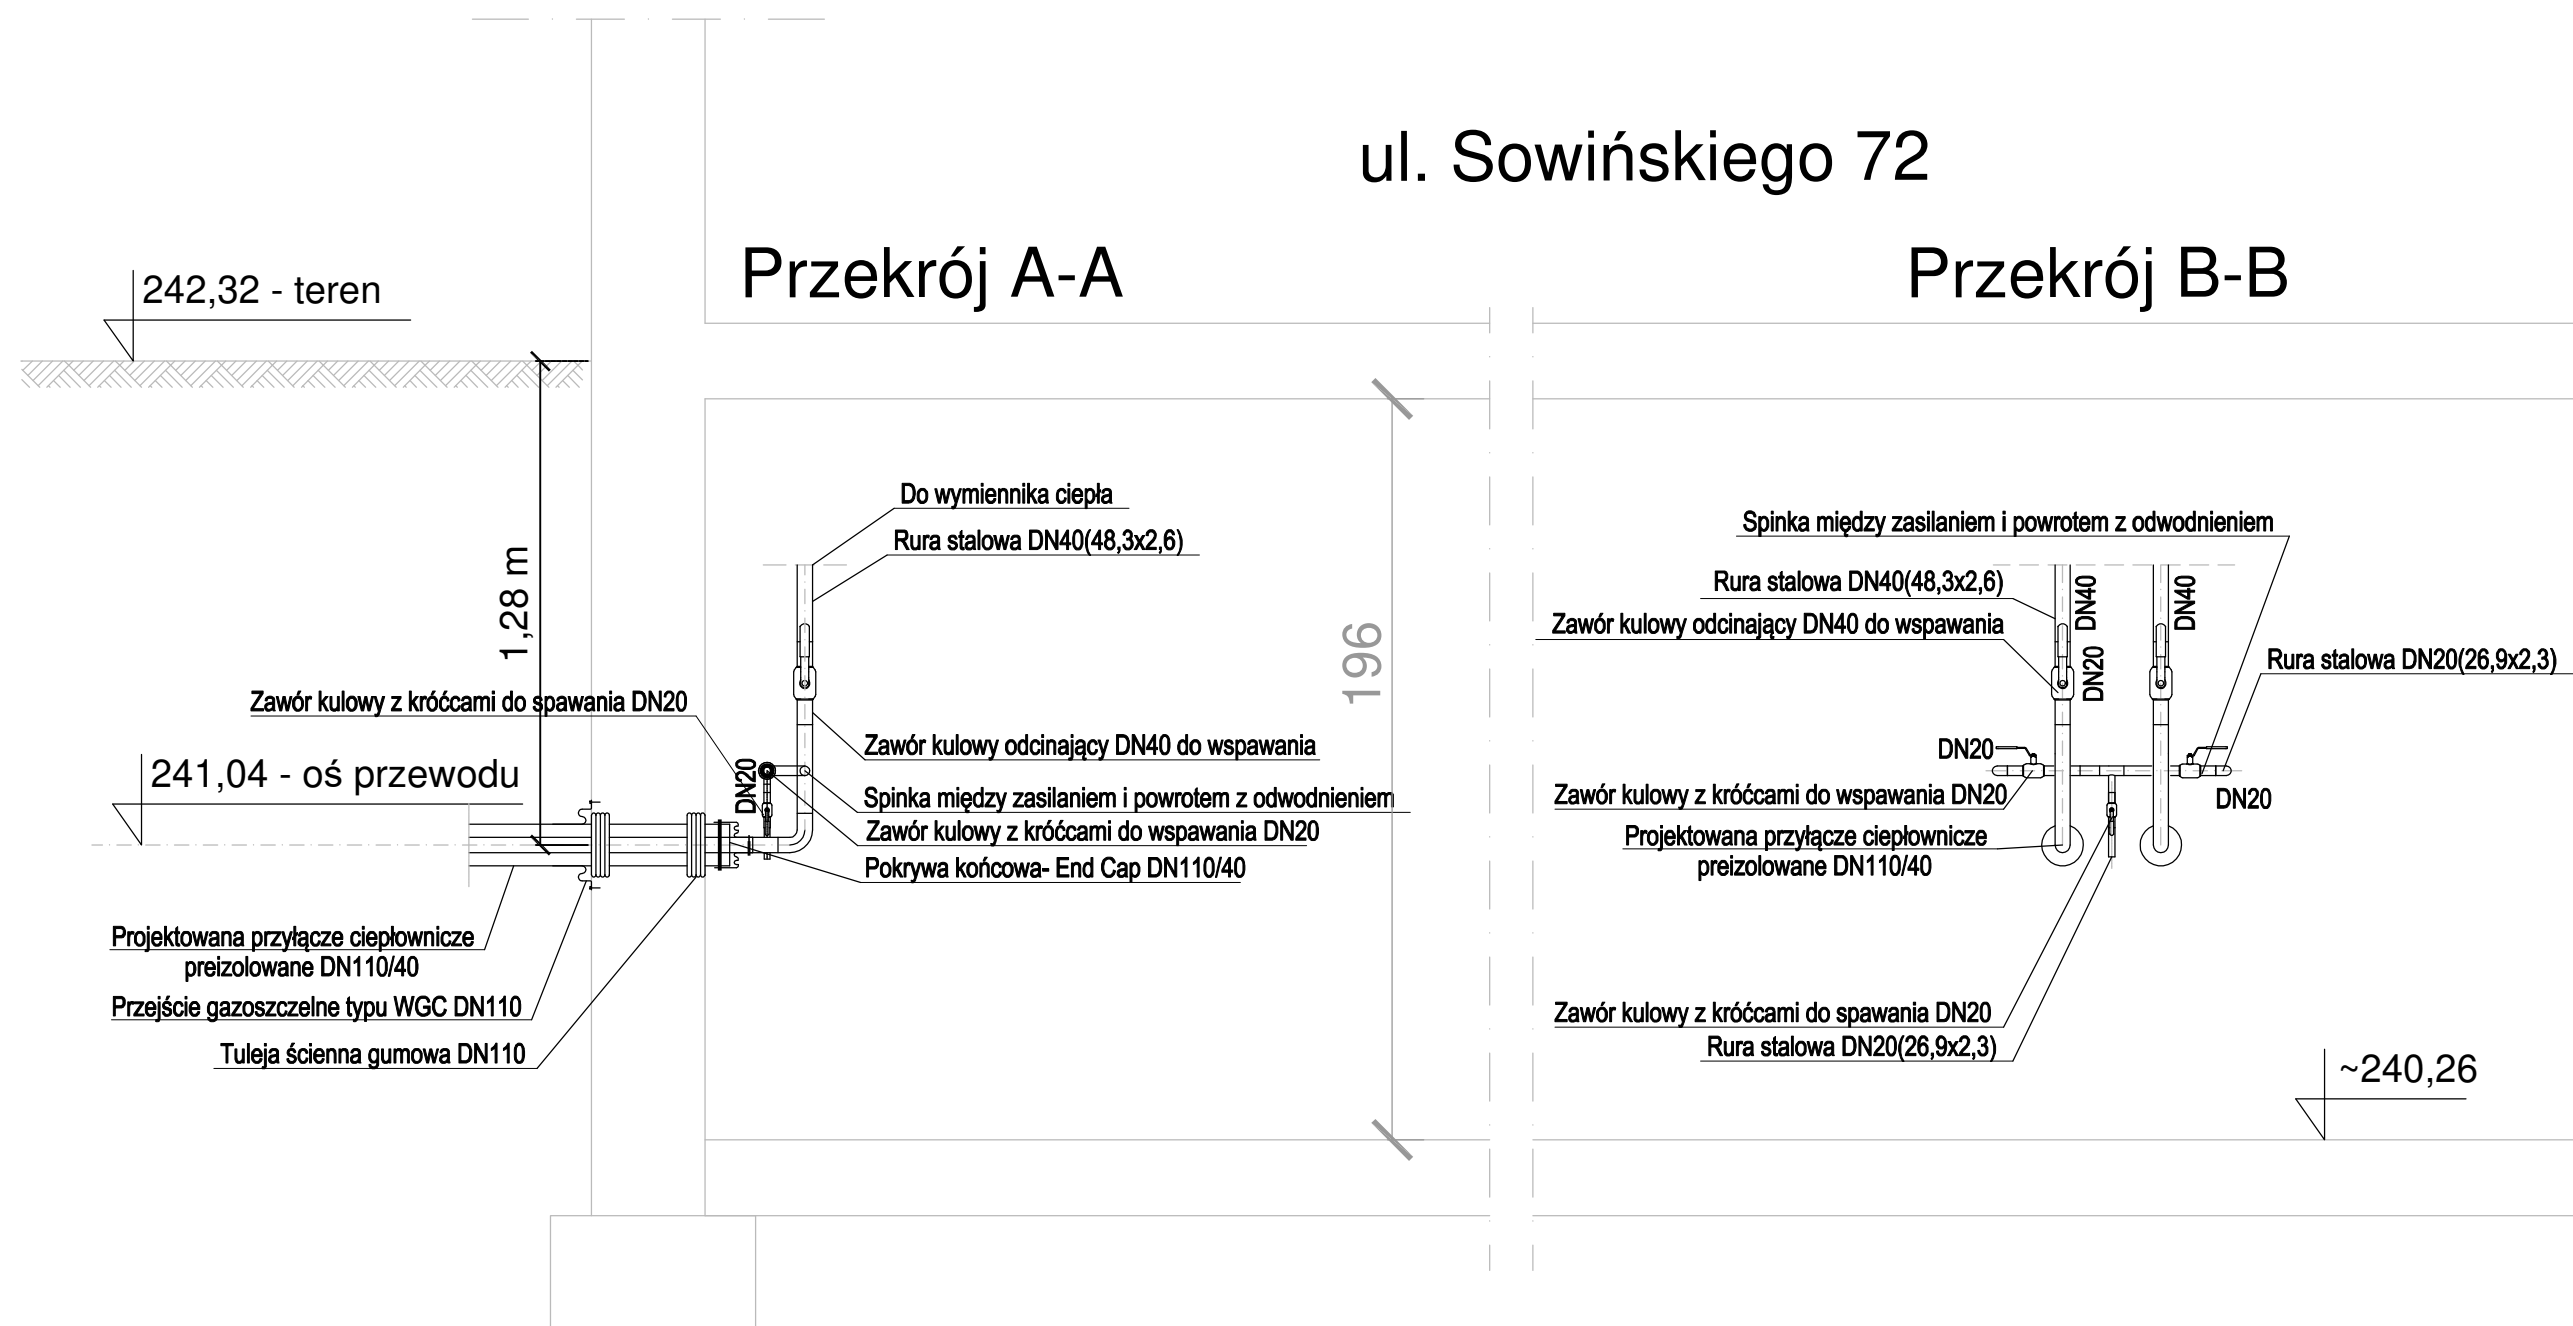 ul. Sowińskiego 72
Przekrój A-A
Przekrój B-B
242,32 - teren
1,28 m
241,04 - oś przewodu
Do wymiennika ciepła
Rura stalowa DN40(48,3x2,6)
Zawór kulowy z króćcami do spawania DN20
DN20
Zawór kulowy odcinający DN40 do wspawania
Spinka między zasilaniem i powrotem z odwodnieniem
Zawór kulowy z króćcami do wspawania DN20
Pokrywa końcowa- End Cap DN110/40
Projektowana przyłącze ciepłownicze
preizolowane DN110/40
Przejście gazoszczelne typu WGC DN110
Tuleja ścienna gumowa DN110
196
Spinka między zasilaniem i powrotem z odwodnieniem
Rura stalowa DN40(48,3x2,6)
DN40
DN40
Zawór kulowy odcinający DN40 do wspawania
DN20
Rura stalowa DN20(26,9x2,3)
DN20
Zawór kulowy z króćcami do wspawania DN20
DN20
Projektowana przyłącze ciepłownicze
preizolowane DN110/40
Zawór kulowy z króćcami do spawania DN20
Rura stalowa DN20(26,9x2,3)
~240,26